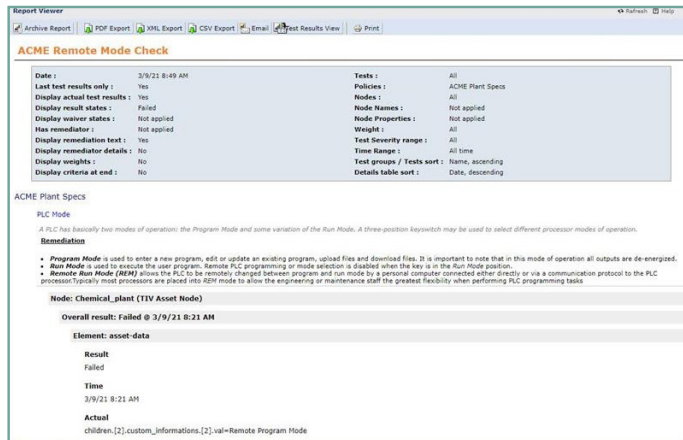 Report Viewer
Refresh Help
Archive Report PDF Export XML Export CSV Export Email Test Results View Print
ACME Remote Mode Check
Date : 3/9/21 8:49 AM Tests : All
Last test results only : Yes Policies : ACME Plant Specs
Display actual test results : Yes Nodes : All
Display result states : Failed Node Names : Not applied
Display waiver states : Not applied Node Properties : Not applied
Has remediator : Not applied Weight : All
Display remediation text : Yes Test Severity range : All
Display remediator details : No Time Range : All time
Display weights : No Test groups / Tests sort : Name, ascending
Display criteria at end : No Details table sort : Date, descending
ACME Plant Specs
PLC Mode
A PLC has basically two modes of operation: the Program Mode and some variation of the Run Mode. A three-position keyswitch may be used to select different processor modes of operation.
Remediation
• Program Mode is used to enter a new program, edit or update an existing program, upload files and download files. It is important to note that in this mode of operation all outputs are de-energized.
• Run Mode is used to execute the user program. Remote PLC programming or mode selection is disabled when the key is in the Run Mode position.
• Remote Run Mode (REM) allows the PLC to be remotely changed between program and run mode by a personal computer connected either directly or via a communication protocol to the PLC
processor.Typically most processors are placed into REM mode to allow the engineering or maintenance staff the greatest flexibility when performing PLC programming tasks
Node: Chemical_plant (TIV Asset Node)
Overall result: Failed @ 3/9/21 8:21 AM
Element: asset-data
Result
Failed
Time
3/9/21 8:21 AM
Actual
children.[2].custom_informations.[2].val=Remote Program Mode